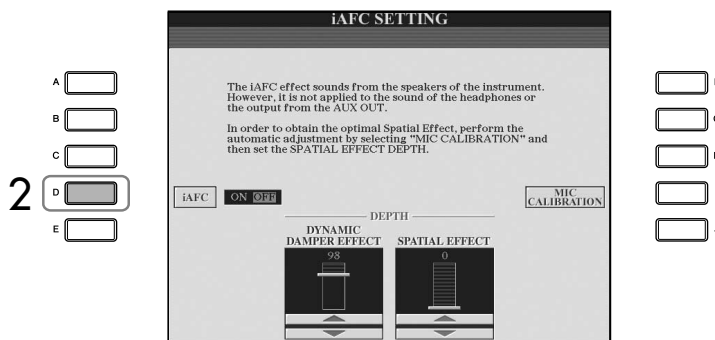 iAFC SETTING
A
B
C
2 D
E
The iAFC effect sounds from the speakers of the instrument.
However, it is not applied to the sound of the headphones or
the output from the AUX OUT.
In order to obtain the optimal Spatial Effect, perform the
automatic adjustment by selecting "MIC CALIBRATION" and
then set the SPATIAL EFFECT DEPTH.
iAFC
ON OFF
MIC
CALIBRATION
DEPTH
DYNAMIC
DAMPER EFFECT
98
SPATIAL EFFECT
0